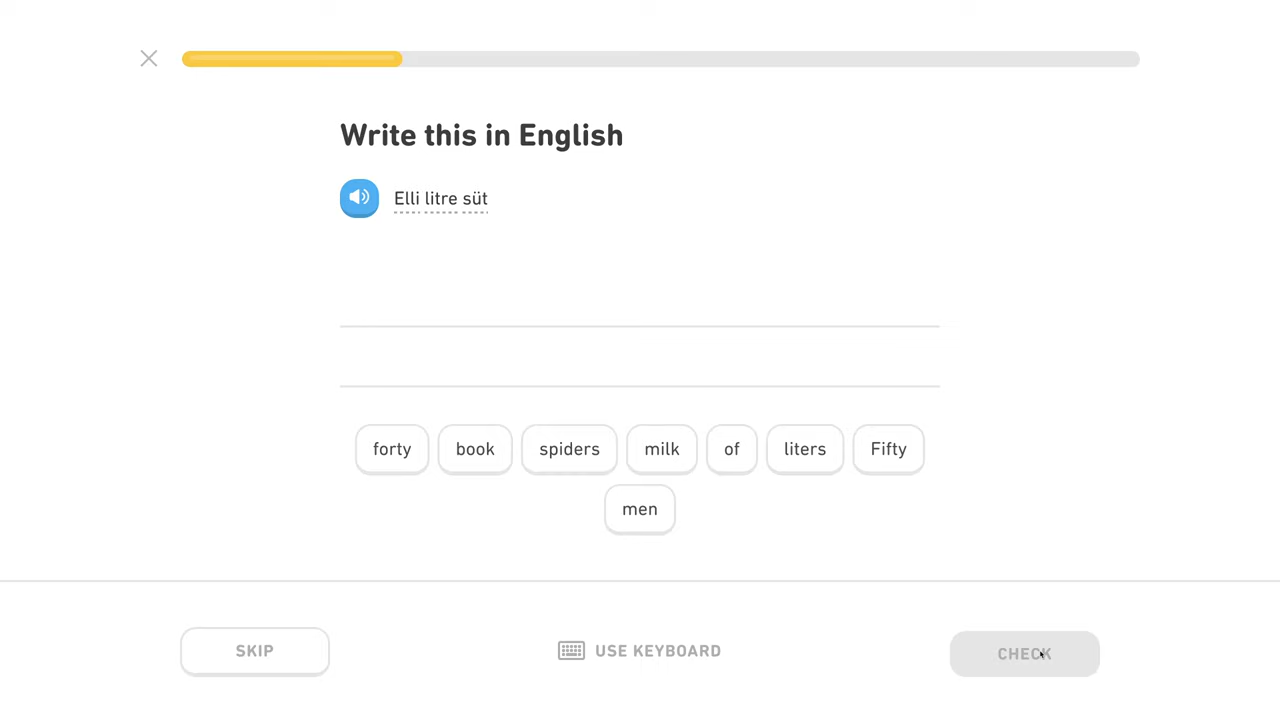 Write this in English
Elli litre süt
forty book spiders milk of liters Fifty
men
SKIP USE KEYBOARD CHECK